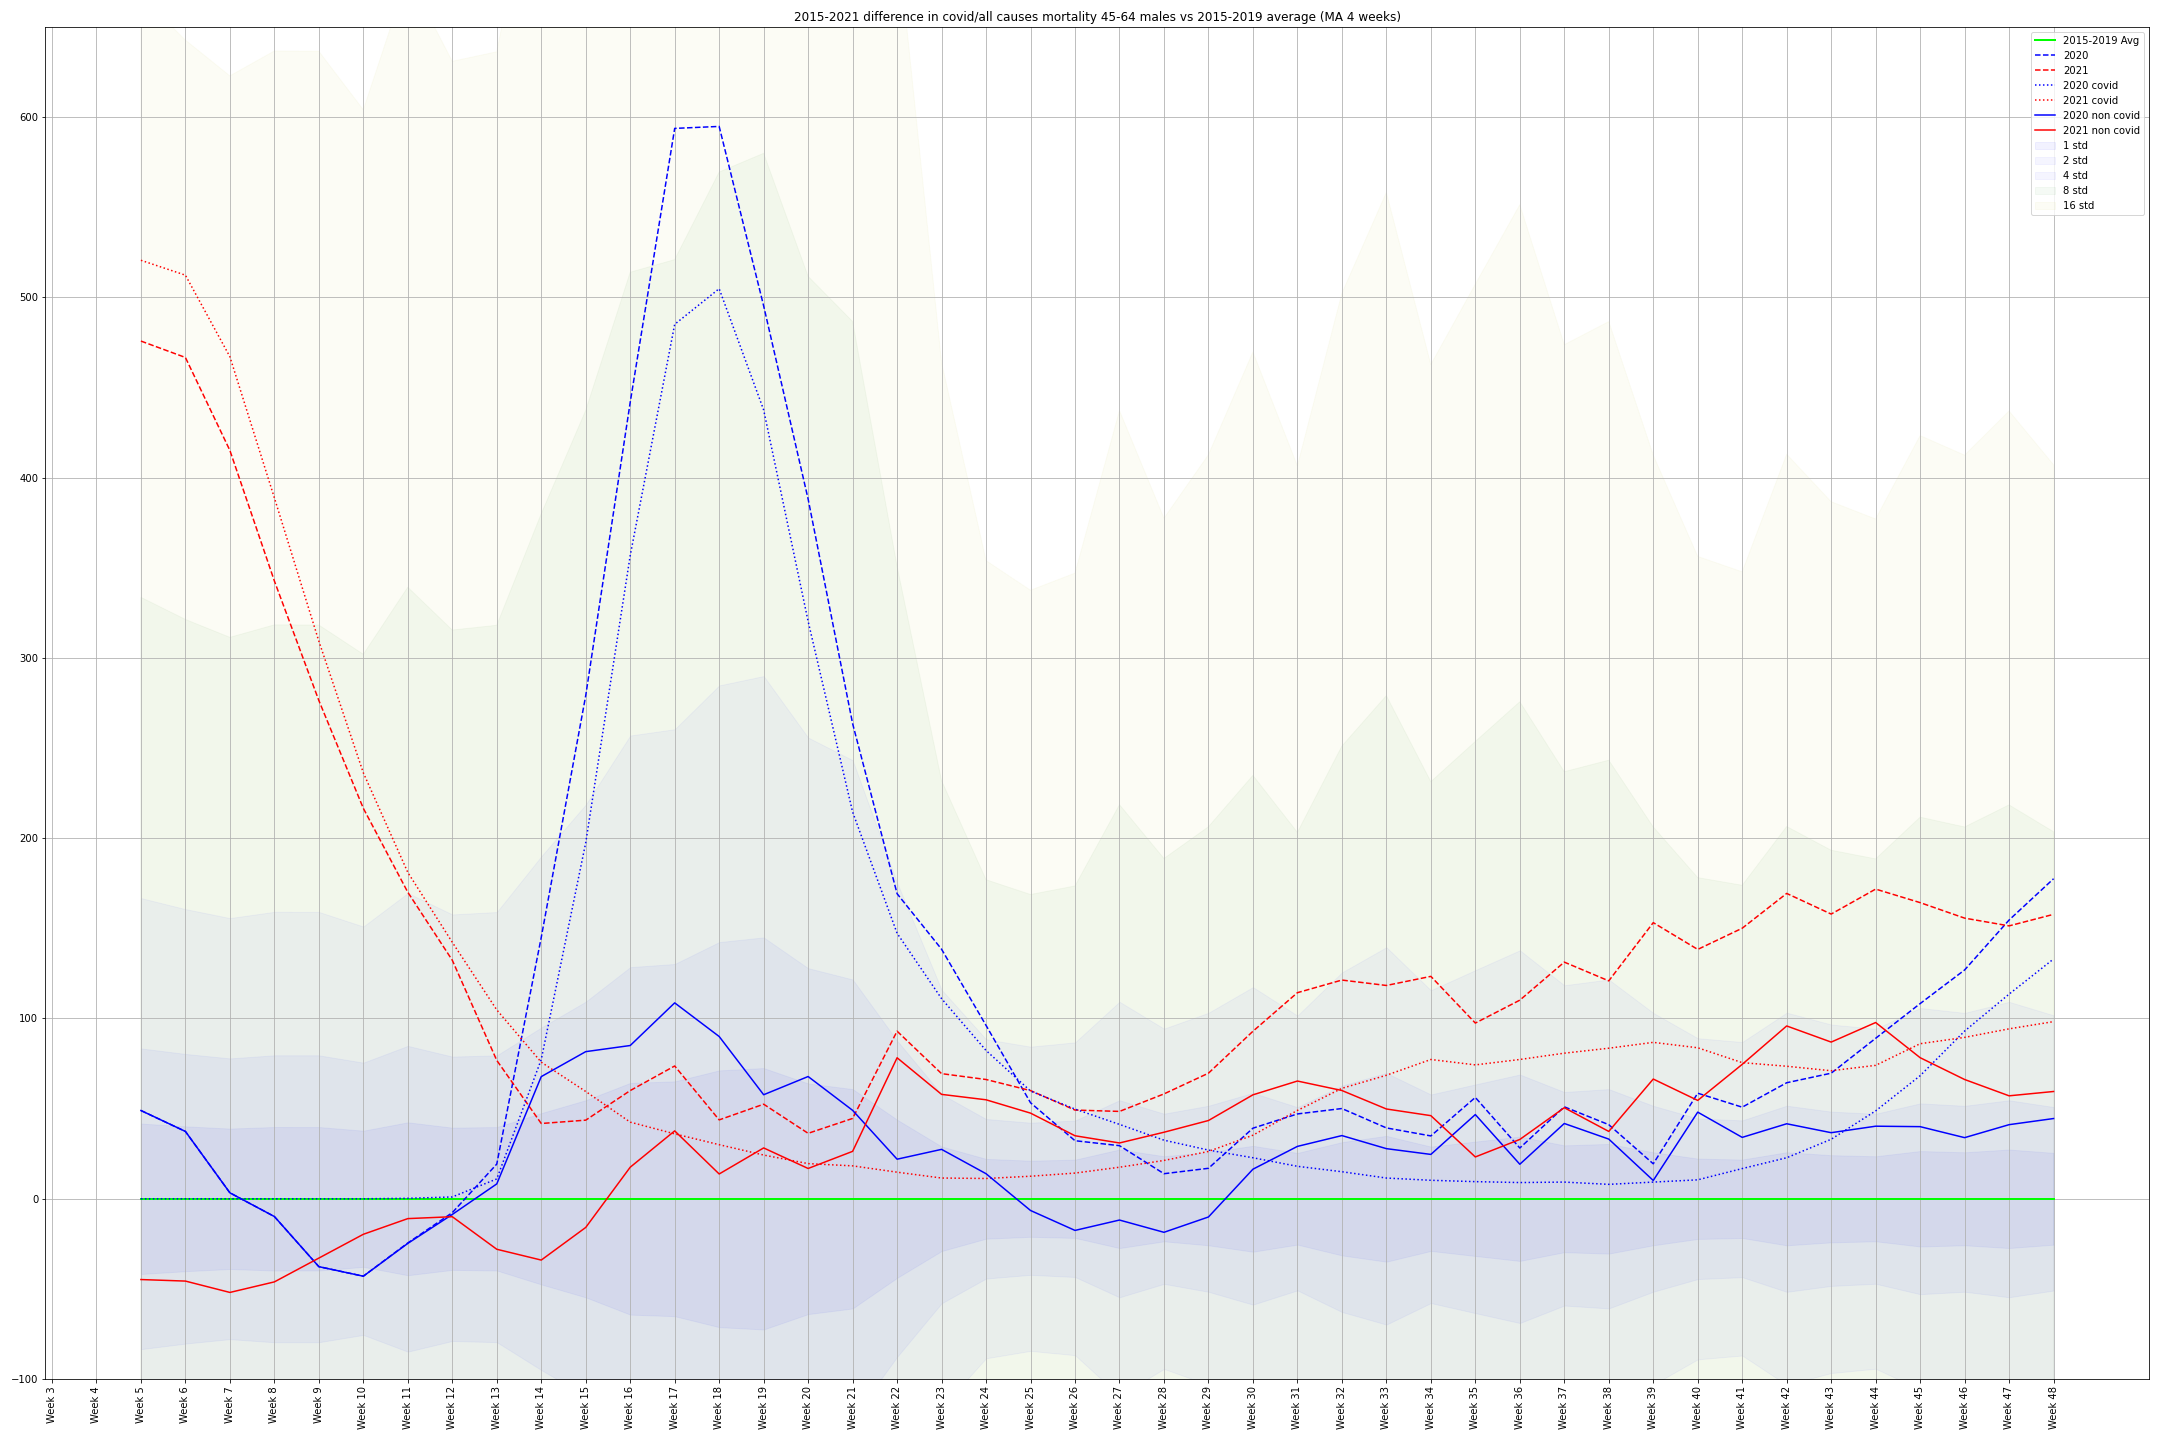 2015-2021 difference in covid/all causes mortality 45-64 males vs 2015-2019 average (MA 4 weeks)
2015-2019 Avg
2020
2021
2020 covid
2021 covid
2020 non covid
2021 non covid
1 std
2 std
4 std
8 std
16 std
600
500
400
300
200
100
0
−100
Week 3
Week 4
Week 5
Week 6
Week 7
Week 8
Week 9
Week 10
Week 11
Week 12
Week 13
Week 14
Week 15
Week 16
Week 17
Week 18
Week 19
Week 20
Week 21
Week 22
Week 23
Week 24
Week 25
Week 26
Week 27
Week 28
Week 29
Week 30
Week 31
Week 32
Week 33
Week 34
Week 35
Week 36
Week 37
Week 38
Week 39
Week 40
Week 41
Week 42
Week 43
Week 44
Week 45
Week 46
Week 47
Week 48